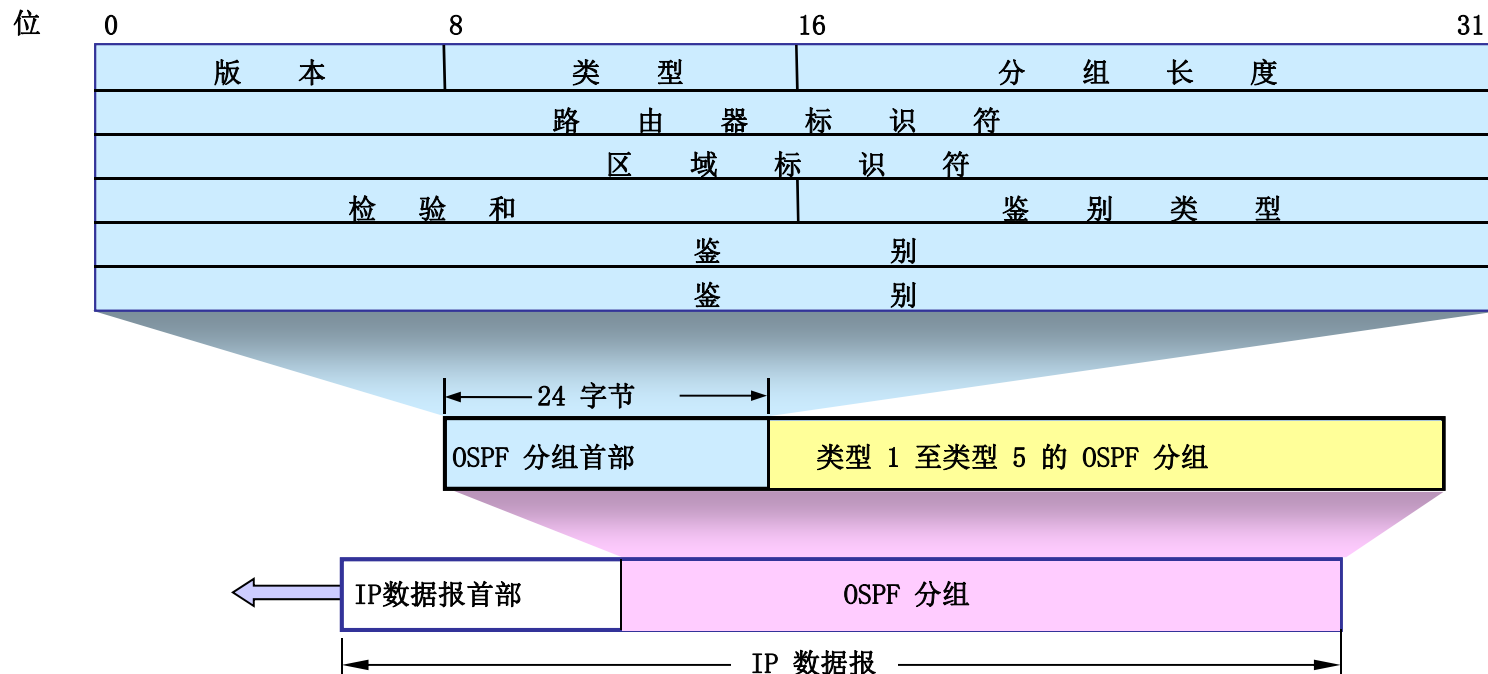 位 0 8 16 31
版 本 类 型 分 组 长 度
路 由 器 标 识 符
区 域 标 识 符
检 验 和 鉴 别 类 型
鉴 别
鉴 别
24 字节
OSPF 分组首部 类型 1 至类型 5 的 OSPF 分组
IP数据报首部 OSPF 分组
IP 数据报